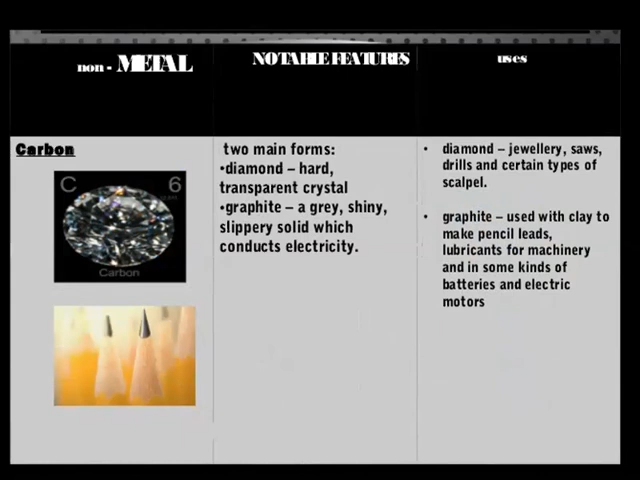 non - METAL
NOTABLE FEATURES
uses
Carbon
C 6
Carbon
two main forms:
•diamond – hard,
transparent crystal
•graphite – a grey, shiny,
slippery solid which
conducts electricity.
• diamond – jewellery, saws,
drills and certain types of
scalpel.
• graphite – used with clay to
make pencil leads,
lubricants for machinery
and in some kinds of
batteries and electric
motors